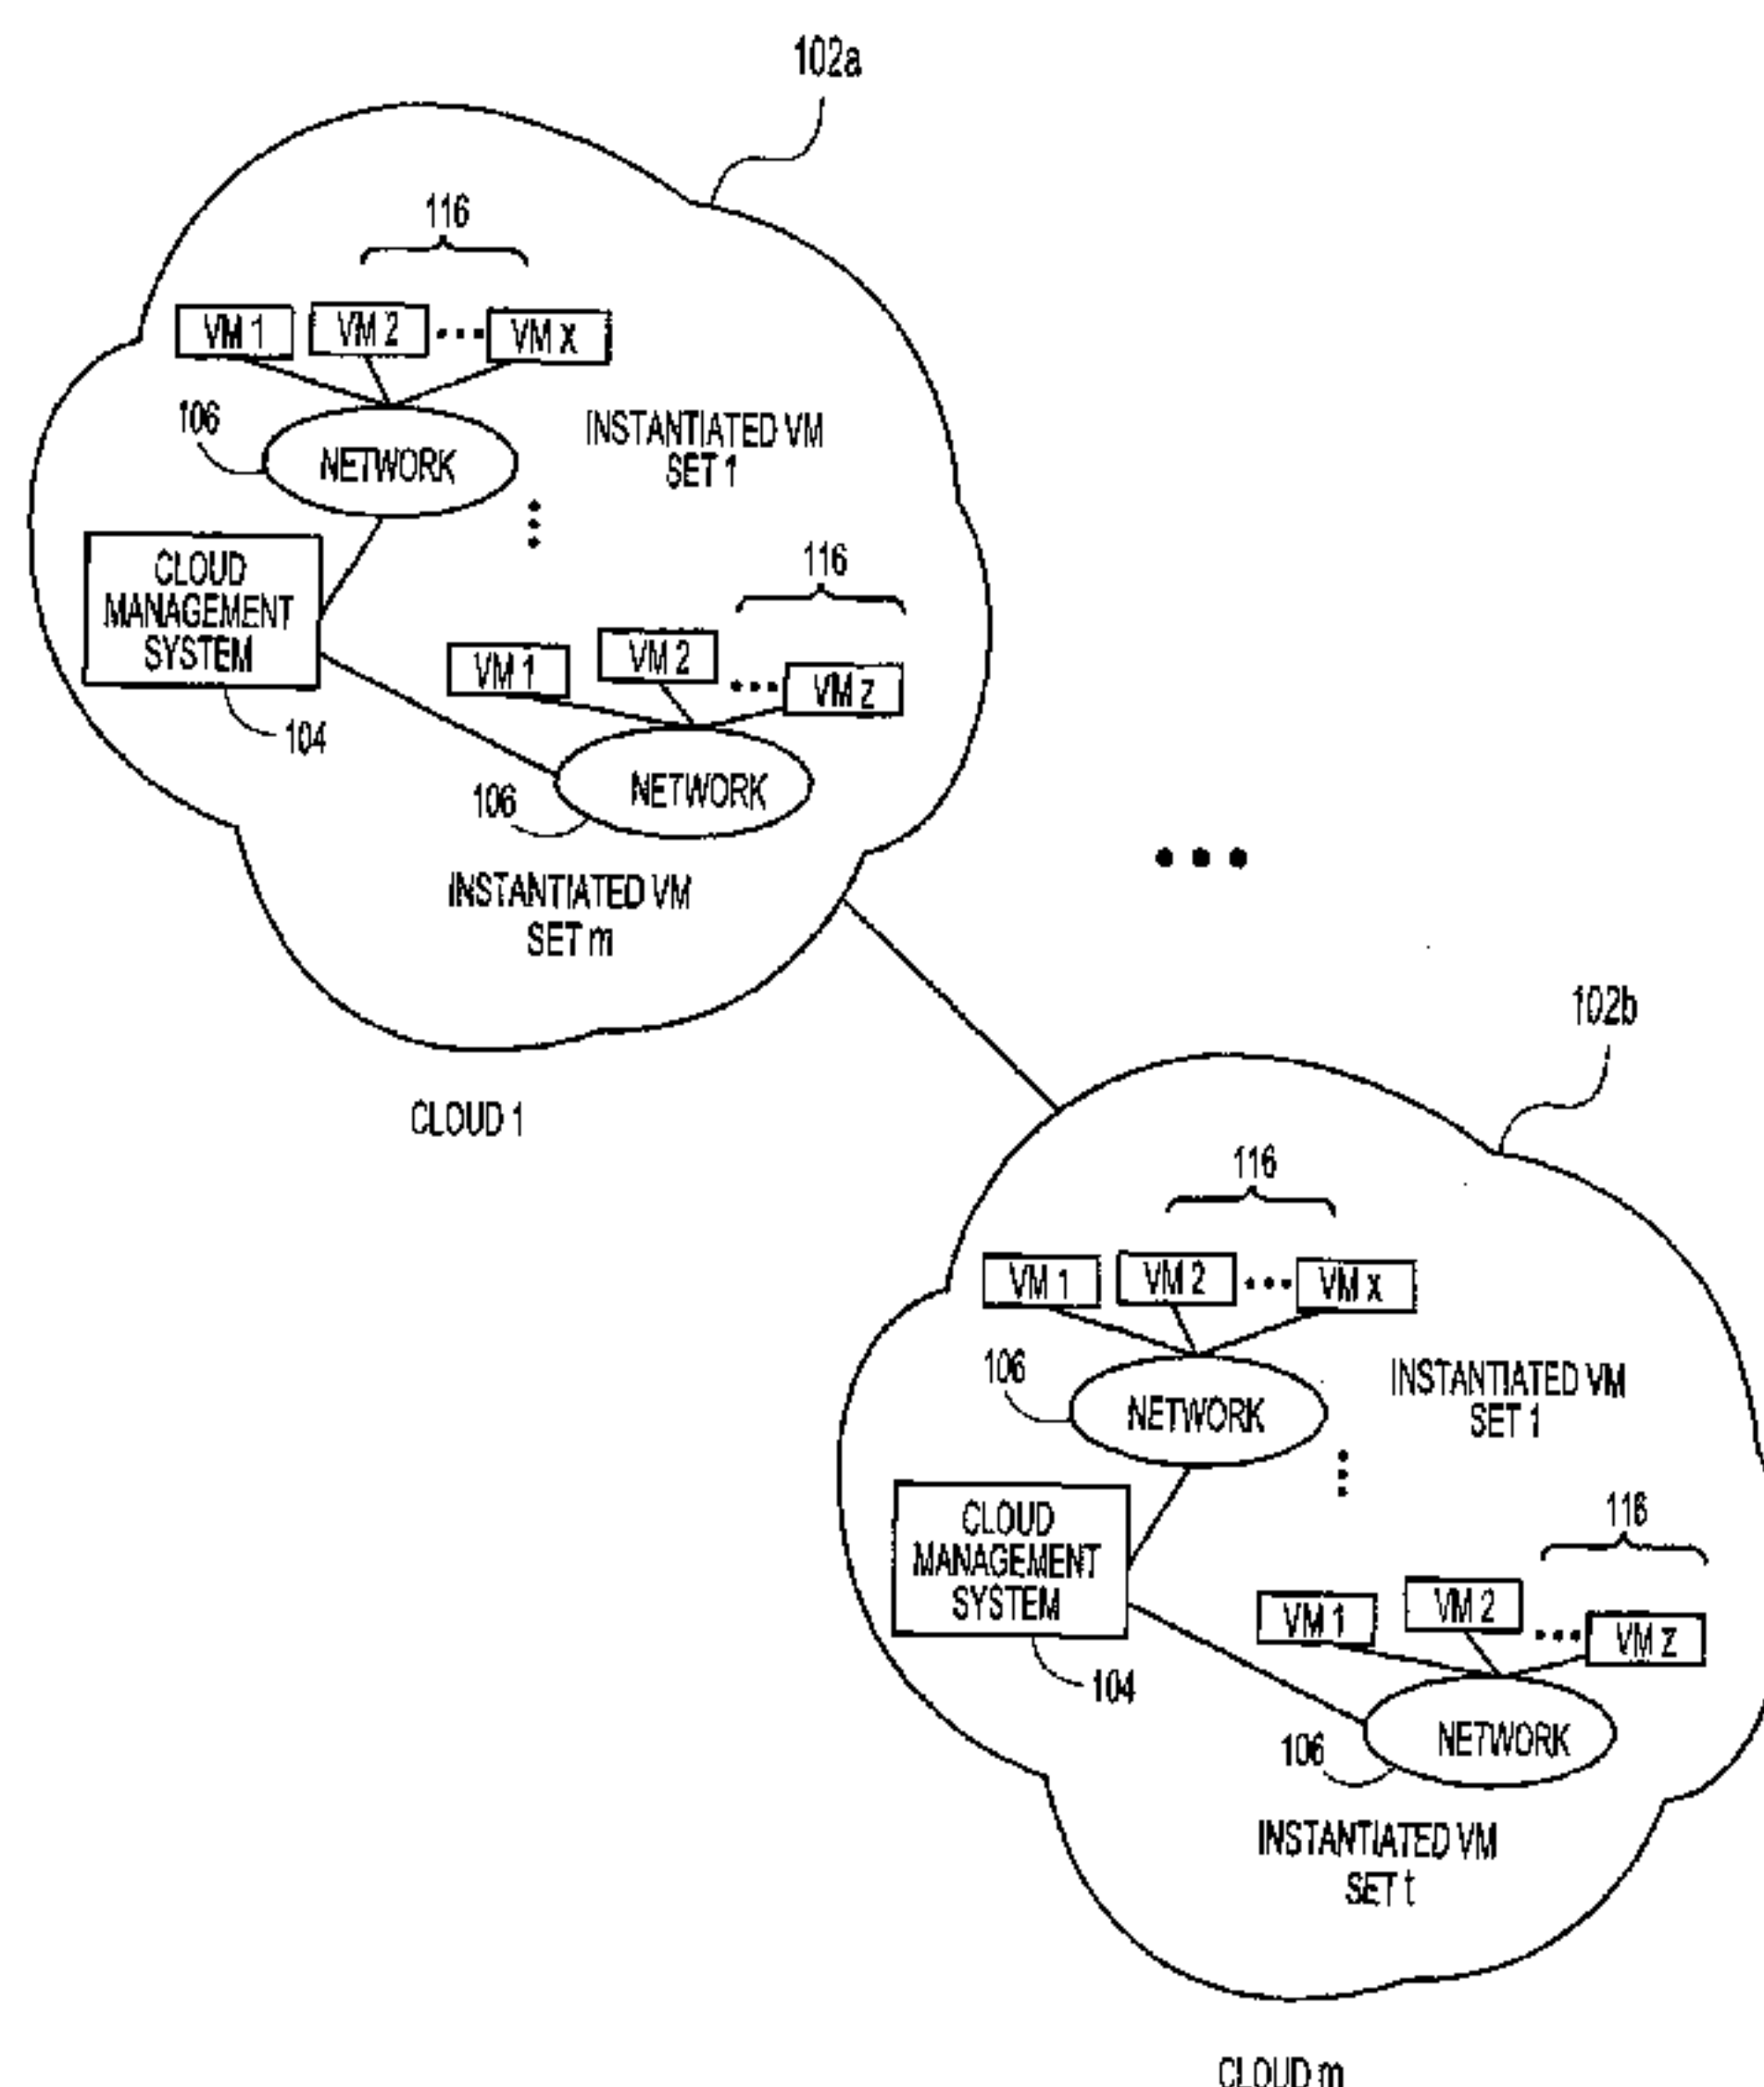 102a
116
VM 1
VM 2
VM X
106
NETWORK
INSTANTIATED VM
SET 1
CLOUD
MANAGEMENT
SYSTEM
104
116
VM 1
VM 2
VM Z
106
NETWORK
INSTANTIATED VM
SET m
CLOUD 1
102b
116
VM 1
VM 2
VM X
106
NETWORK
INSTANTIATED VM
SET 1
CLOUD
MANAGEMENT
SYSTEM
104
116
VM 1
VM 2
VM Z
106
NETWORK
INSTANTIATED VM
SET t
CLOUD m